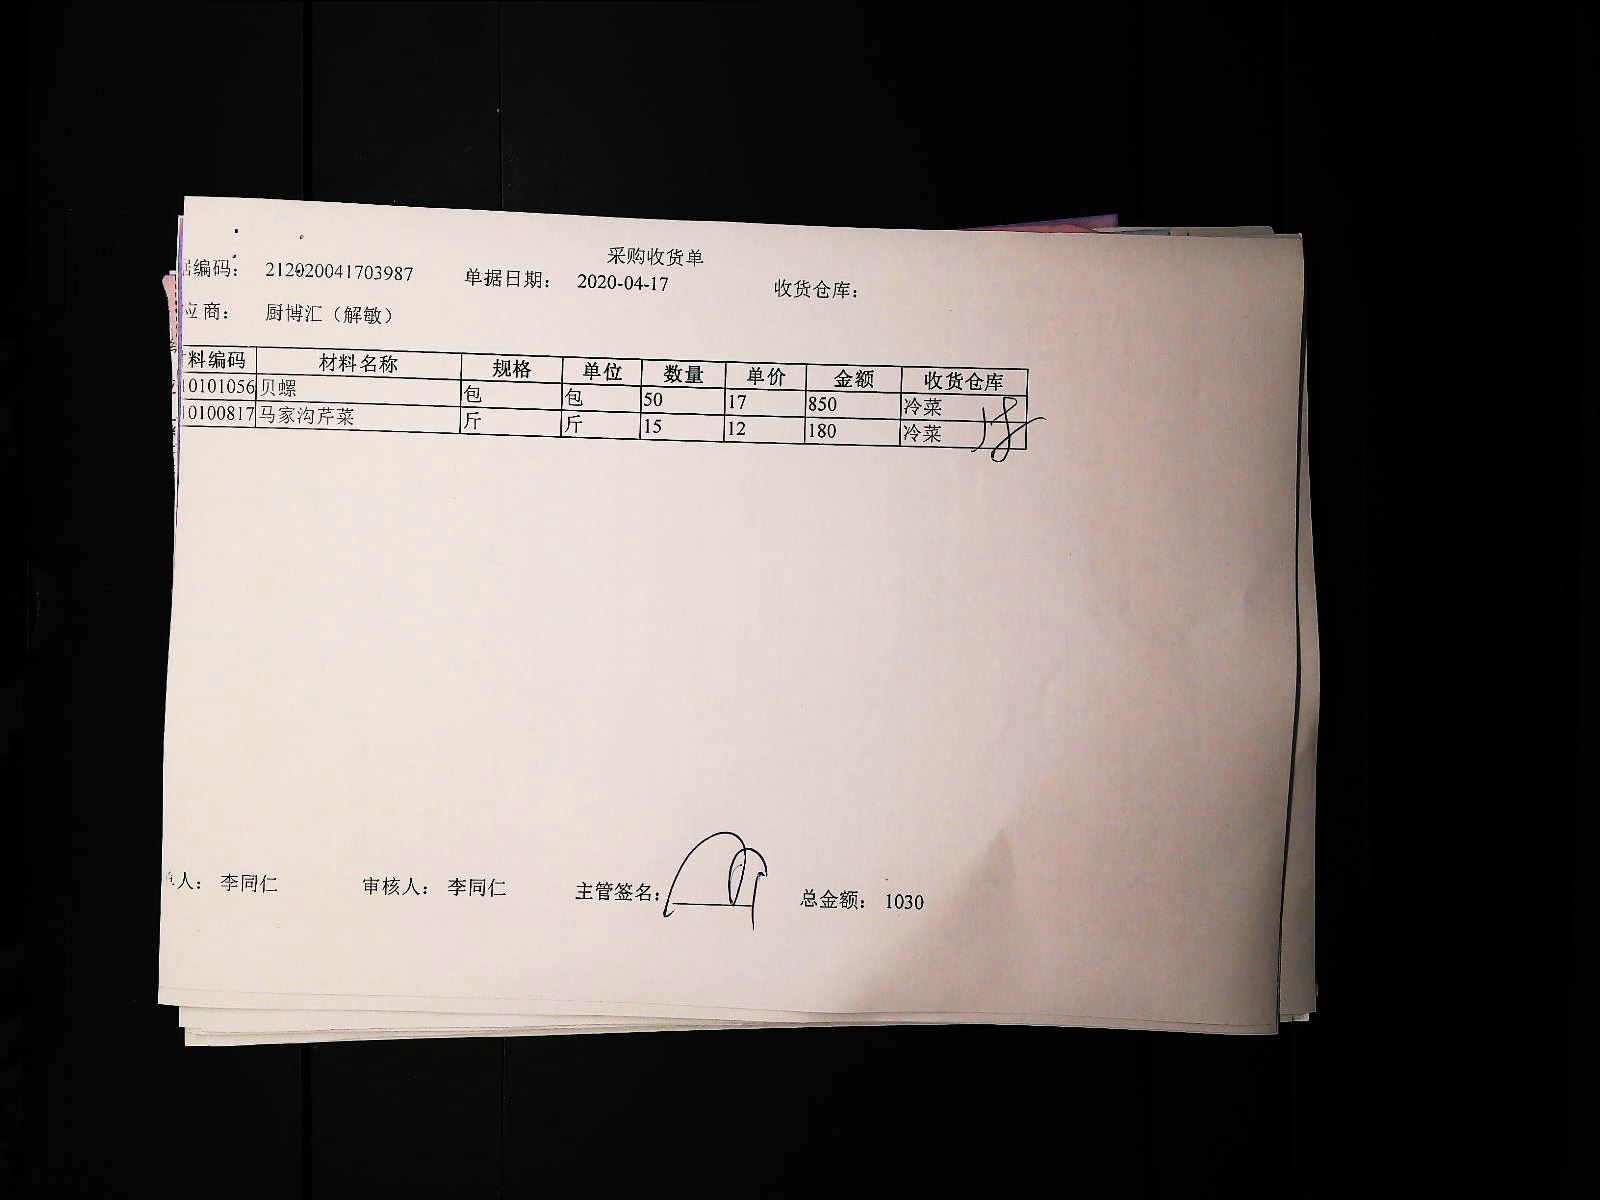 采购收货单
编码： 212020041703987 单据日期： 2020-04-17 收货仓库：
应商： 厨博汇（解敏）
料编码 材料名称 规格 单位 数量 单价 金额 收货仓库
10101056 贝螺 包 包 50 17 850 冷菜
10100817 马家沟芹菜 斤 斤 15 12 180 冷菜
人： 李同仁 审核人： 李同仁 主管签名： 总金额： 1030